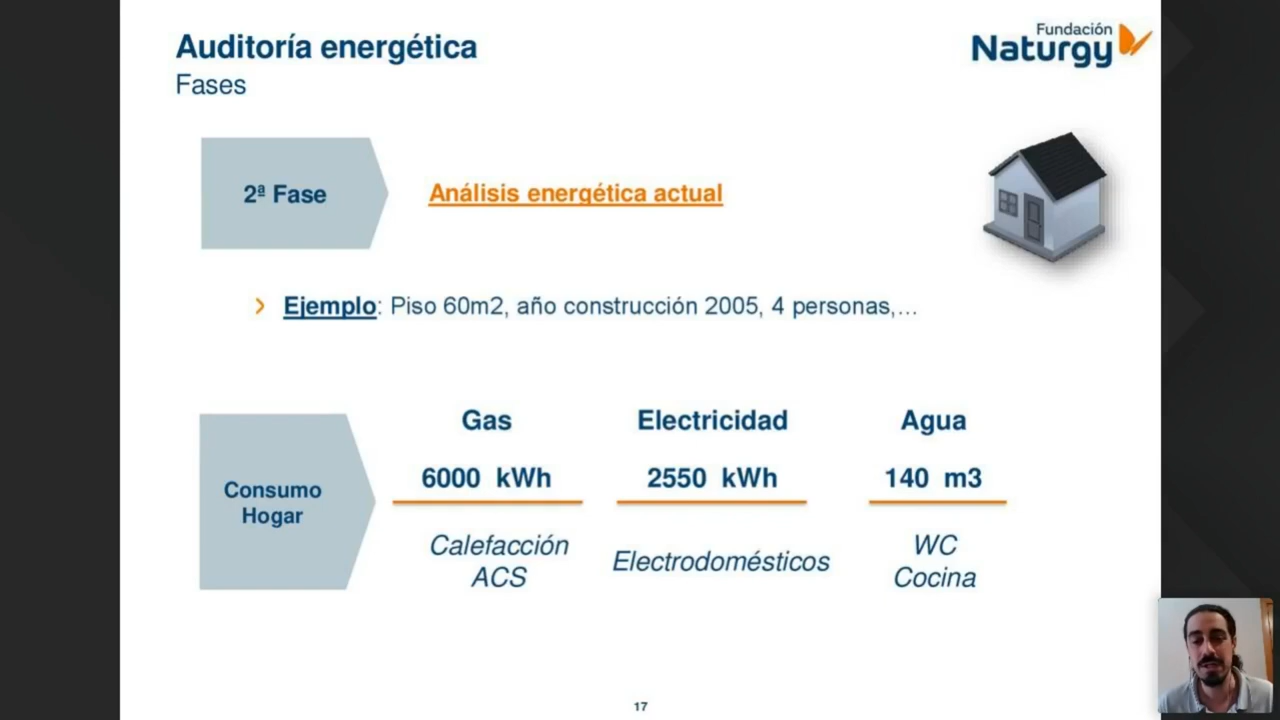 Auditoría energética
Fases
Fundación
Naturgy
2ª Fase
Análisis energética actual
Ejemplo: Piso 60m2, año construcción 2005, 4 personas,...
Consumo
Hogar
Gas
Electricidad
Agua
6000 kWh
2550 kWh
140 m3
Calefacción
ACS
Electrodomésticos
WC
Cocina
17